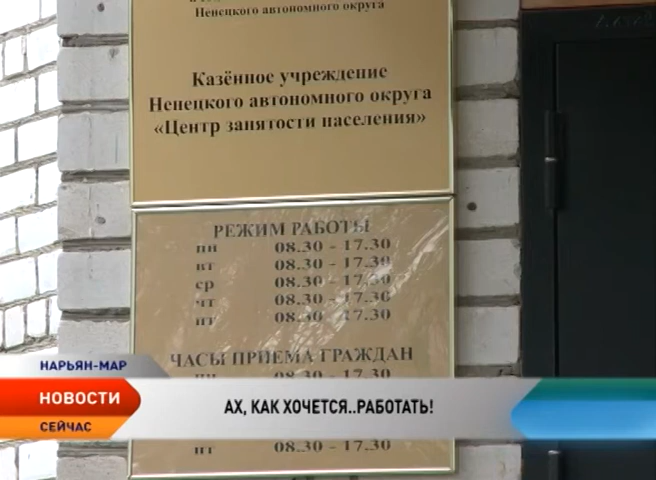 Ненецкого автономного округа
Казённое учреждение
Ненецкого автономного округа
«Центр занятости населения»
РЕЖИМ РАБОТЫ
пн 08.30 - 17.30
вт 08.30 - 17.30
ср 08.30 - 17.30
чт 08.30 - 17.30
пт 08.30 - 17.30
ЧАСЫ ПРИЕМА ГРАЖДАН
пн 08.30 - 17.30
НАРЬЯН-МАР
НОВОСТИ
СЕЙЧАС
АХ, КАК ХОЧЕТСЯ..РАБОТАТЬ!
пт 08.30 - 17.30